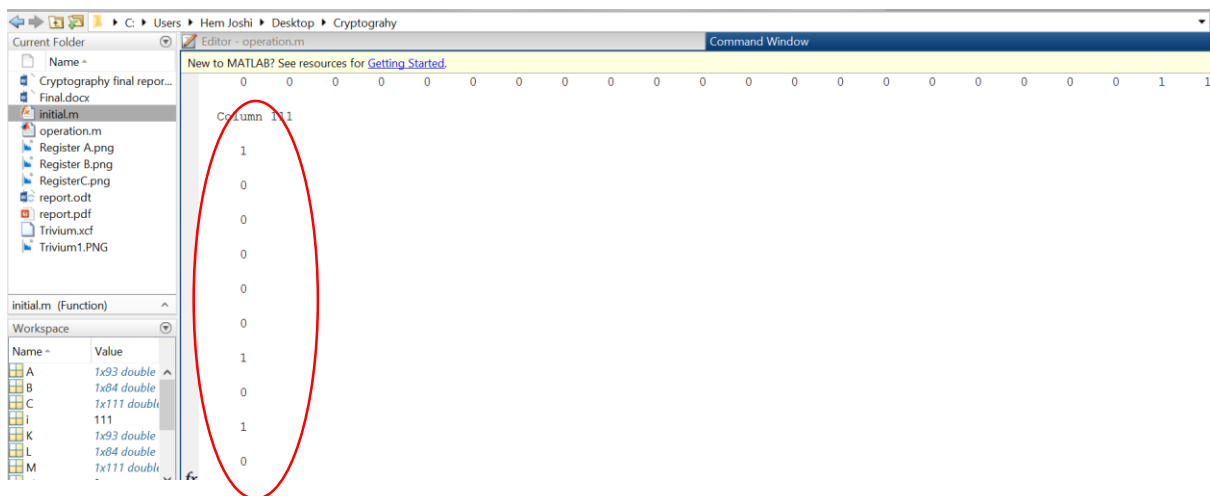 C: Users Hem Joshi Desktop Cryptograhy
Current Folder
Name
Cryptography final repor...
Final.docx
initial.m
operation.m
Register A.png
Register B.png
RegisterC.png
report.odt
report.pdf
Trivium.xcf
Trivium1.PNG
initial.m (Function)
Workspace
Name Value
A 1x93 double
B 1x84 double
C 1x111 double
i 111
K 1x93 double
L 1x84 double
M 1x111 double
Editor - operation.m
Command Window
New to MATLAB? See resources for Getting Started.
0 0 0 0 0 0 0 0 0 0 0 0 0 0 0 0 0 0 0 0 1 1
Column 111
1
0
0
0
0
0
1
0
1
0
fx